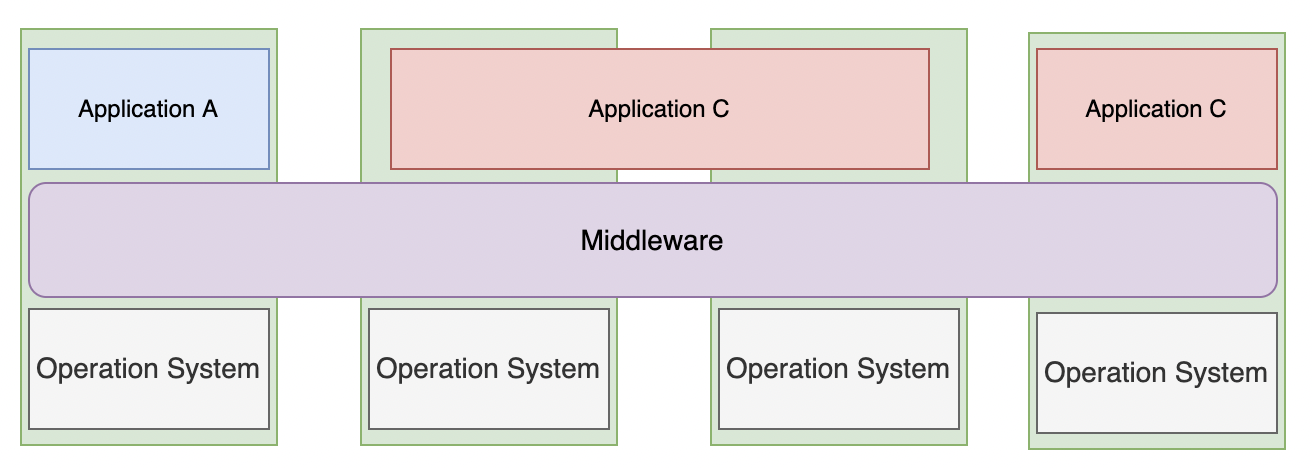 Application A
Application C
Application C
Middleware
Operation System
Operation System
Operation System
Operation System